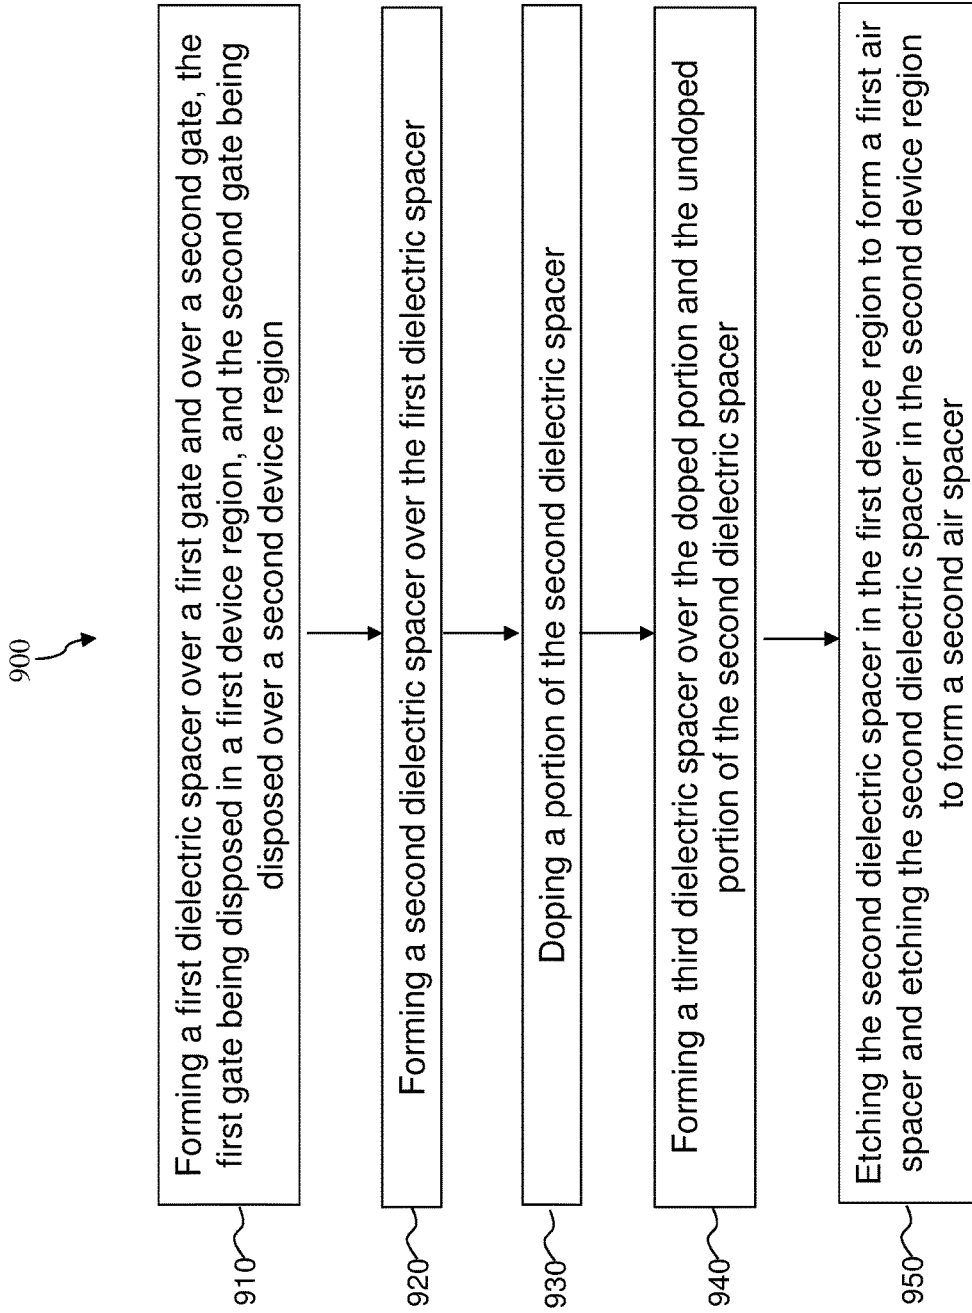 900
910
Forming a first dielectric spacer over a first gate and over a second gate, the
first gate being disposed in a first device region, and the second gate being
disposed over a second device region
920
Forming a second dielectric spacer over the first dielectric spacer
930
Doping a portion of the second dielectric spacer
940
Forming a third dielectric spacer over the doped portion and the undoped
portion of the second dielectric spacer
950
Etching the second dielectric spacer in the first device region to form a first air
spacer and etching the second dielectric spacer in the second device region
to form a second air spacer